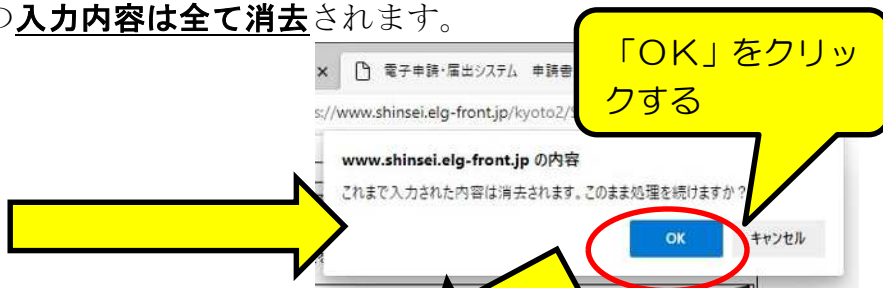 入力内容は全て消去されます。
「OK」をクリッ
クする
電子申請・届出システム 申請書
s://www.shinsei.elg-front.jp/kyoto2/
www.shinsei.elg-front.jp の内容
これまで入力された内容は消去されます。このまま処理を続けますか?
OK
キャンセル